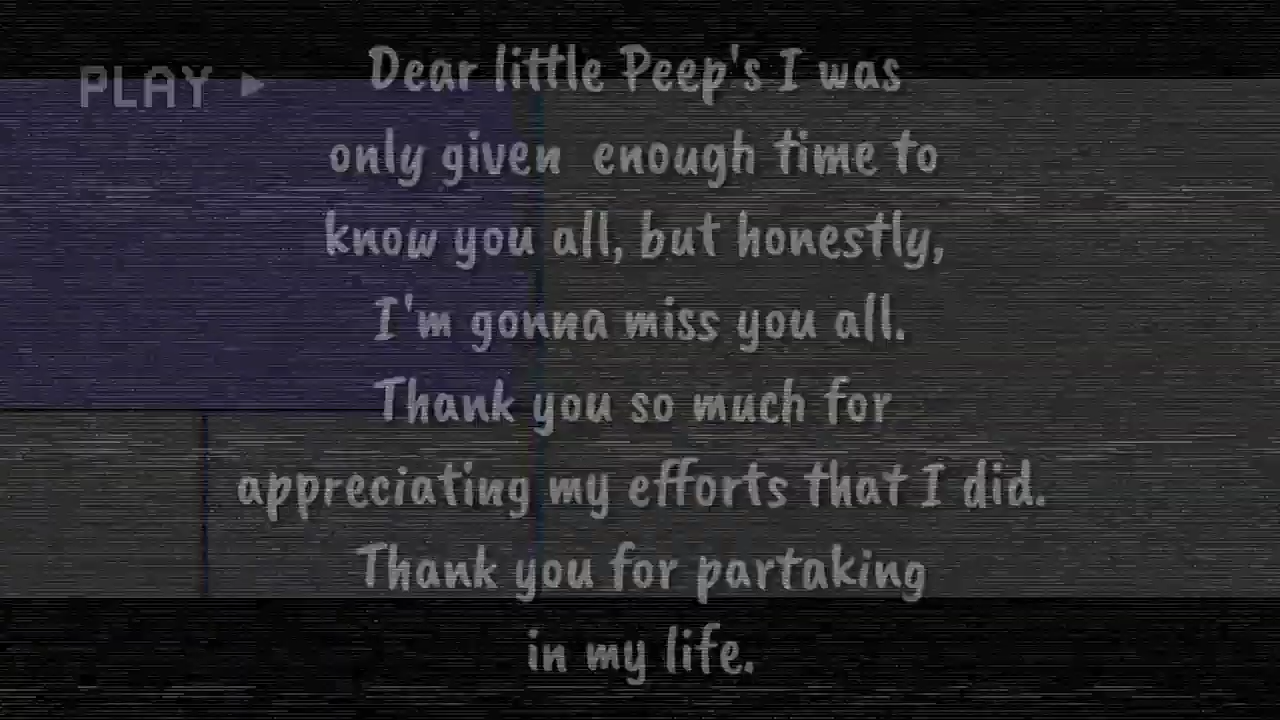 PLAY
Dear little Peep's I was
only given enough time to
know you all, but honestly,
I'm gonna miss you all.
Thank you so much for
appreciating my efforts that I did.
Thank you for partaking
in my life.